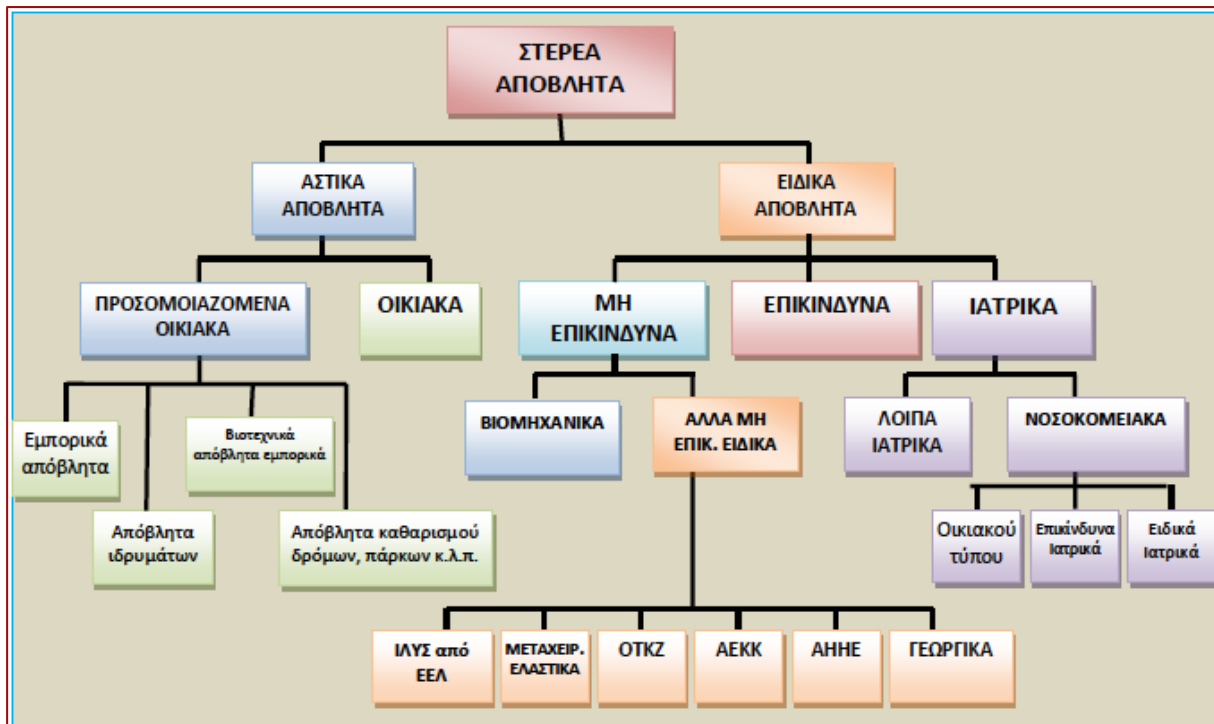 ΣΤΕΡΕΑ
ΑΠΟΒΛΗΤΑ
ΑΣΤΙΚΑ
ΑΠΟΒΛΗΤΑ
ΕΙΔΙΚΑ
ΑΠΟΒΛΗΤΑ
ΠΡΟΣΟΜΟΙΑΖΟΜΕΝΑ
ΟΙΚΙΑΚΑ
ΟΙΚΙΑΚΑ
ΜΗ
ΕΠΙΚΙΝΔΥΝΑ
ΕΠΙΚΙΝΔΥΝΑ
ΙΑΤΡΙΚΑ
Εμπορικά
απόβλητα
Βιοτεχνικά
απόβλητα εμπορικά
ΒΙΟΜΗΧΑΝΙΚΑ
ΑΛΛΑ ΜΗ
ΕΠΙΚ. ΕΙΔΙΚΑ
ΛΟΙΠΑ
ΙΑΤΡΙΚΑ
ΝΟΣΟΚΟΜΕΙΑΚΑ
Απόβλητα
ιδρυμάτων
Απόβλητα καθαρισμού
δρόμων, πάρκων κ.λ.π.
Οικιακού
τύπου
Επικίνδυνα
Ιατρικά
Ειδικά
Ιατρικά
ΙΛΥΣ από
ΕΕΛ
ΜΕΤΑΧΕΙΡ.
ΕΛΑΣΤΙΚΑ
ΟΤΚΖ
ΑΕΚΚ
ΑΗΗΕ
ΓΕΩΡΓΙΚΑ